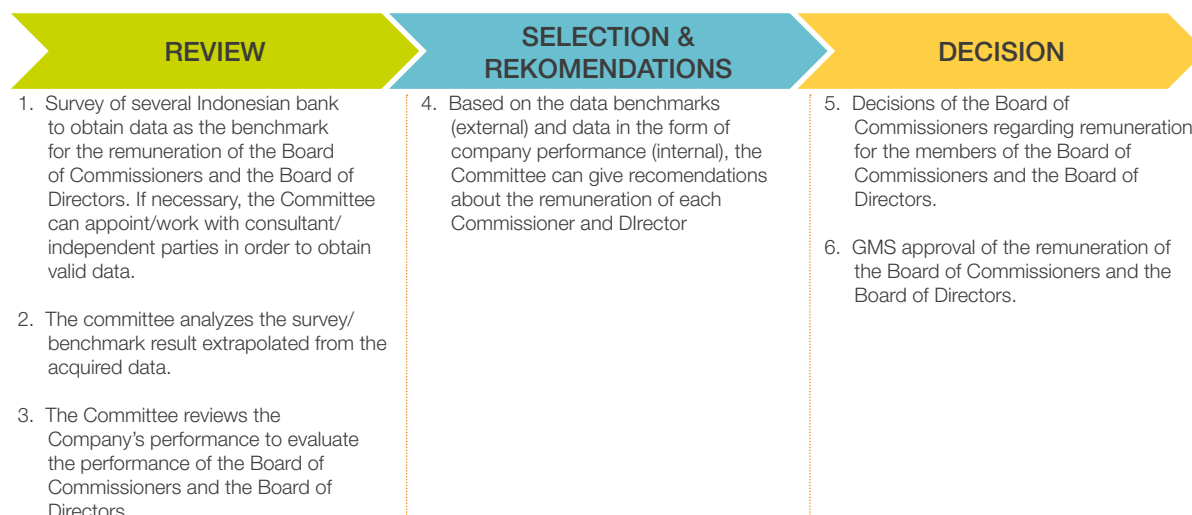 REVIEW
1. Survey of several Indonesian bank
to obtain data as the benchmark
for the remuneration of the Board
of Commissioners and the Board of
Directors. If necessary, the Committee
can appoint/work with consultant/
independent parties in order to obtain
valid data.
2. The committee analyzes the survey/
benchmark result extrapolated from the
acquired data.
3. The Committee reviews the
Company's performance to evaluate
the performance of the Board of
Commissioners and the Board of
Directors
SELECTION &
REKOMENDATIONS
4. Based on the data benchmarks
(external) and data in the form of
company performance (internal), the
Committee can give recomendations
about the remuneration of each
Commissioner and DIrector
DECISION
5. Decisions of the Board of
Commissioners regarding remuneration
for the members of the Board of
Commissioners and the Board of
Directors.
6. GMS approval of the remuneration of
the Board of Commissioners and the
Board of Directors.